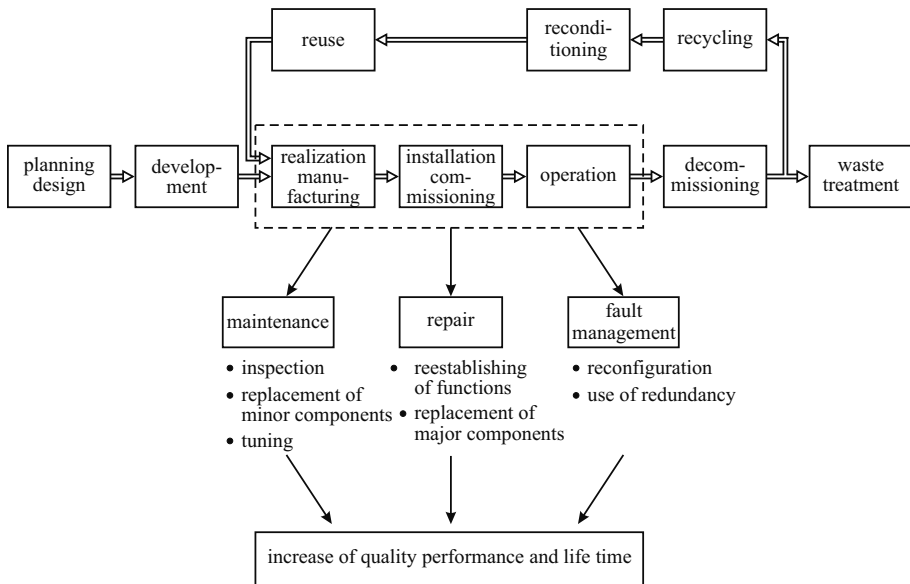 reuse
recondi-
tioning
recycling
planning
design
develop-
ment
realization
manu-
facturing
installation
com-
missioning
operation
decom-
missioning
waste
treatment
maintenance
• inspection
• replacement of
minor components
• tuning
repair
• reestablishing
of functions
• replacement of
major components
fault
management
• reconfiguration
• use of redundancy
increase of quality performance and life time